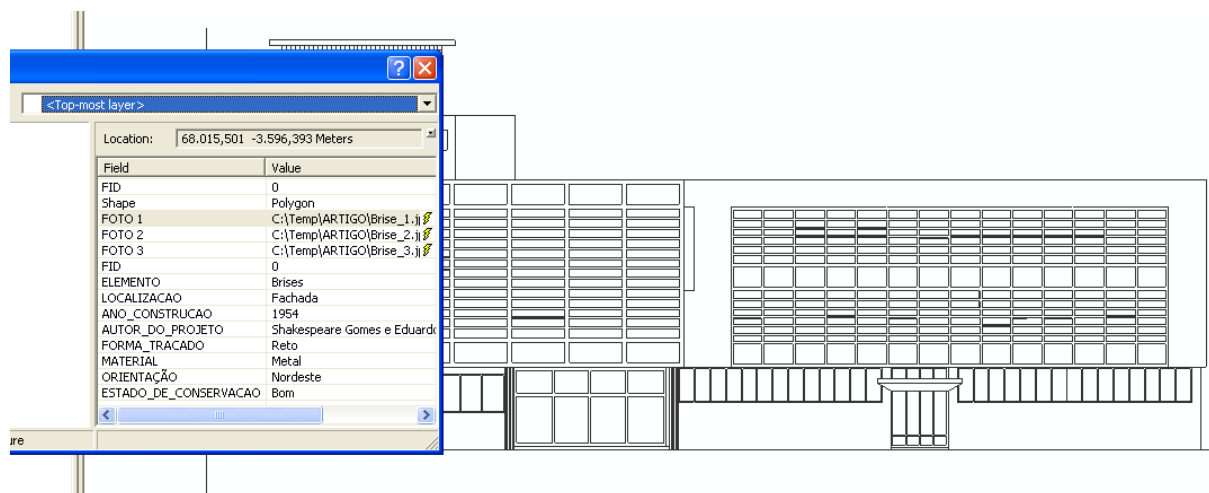 <Top-most layer>
Location: 68.015,501 -3.596,393 Meters
Field Value
FID 0
Shape Polygon
FOTO 1 C:\Temp\ARTIGO\Brise_1.j
FOTO 2 C:\Temp\ARTIGO\Brise_2.j
FOTO 3 C:\Temp\ARTIGO\Brise_3.j
FID 0
ELEMENTO Brises
LOCALIZACAO Fachada
ANO_CONSTRUCAO 1954
AUTOR_DO_PROJETO Shakespeare Gomes e Eduardo
FORMA_TRACADO Reto
MATERIAL Metal
ORIENTAÇÃO Nordeste
ESTADO_DE_CONSERVACAO Bom
ure